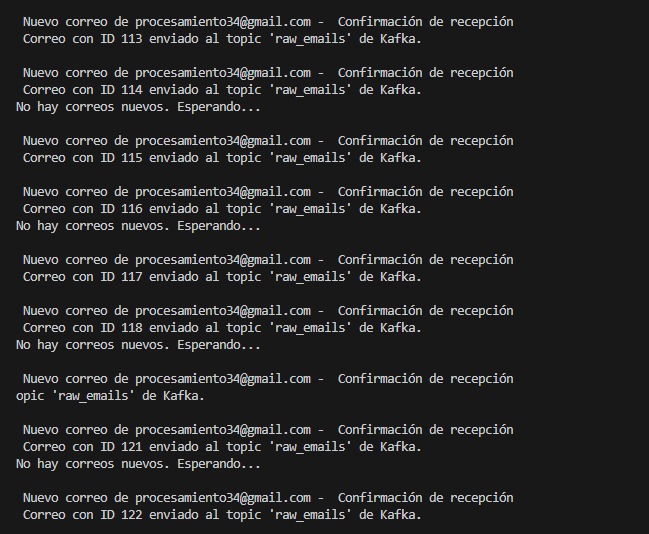 Nuevo correo de procesamiento34@gmail.com -  Confirmación de recepción
Correo con ID 113 enviado al topic 'raw_emails' de Kafka.
Nuevo correo de procesamiento34@gmail.com -  Confirmación de recepción
Correo con ID 114 enviado al topic 'raw_emails' de Kafka.
No hay correos nuevos. Esperando...
Nuevo correo de procesamiento34@gmail.com -  Confirmación de recepción
Correo con ID 115 enviado al topic 'raw_emails' de Kafka.
Nuevo correo de procesamiento34@gmail.com -  Confirmación de recepción
Correo con ID 116 enviado al topic 'raw_emails' de Kafka.
No hay correos nuevos. Esperando...
Nuevo correo de procesamiento34@gmail.com -  Confirmación de recepción
Correo con ID 117 enviado al topic 'raw_emails' de Kafka.
Nuevo correo de procesamiento34@gmail.com -  Confirmación de recepción
Correo con ID 118 enviado al topic 'raw_emails' de Kafka.
No hay correos nuevos. Esperando...
Nuevo correo de procesamiento34@gmail.com -  Confirmación de recepción
opic 'raw_emails' de Kafka.
Nuevo correo de procesamiento34@gmail.com -  Confirmación de recepción
Correo con ID 121 enviado al topic 'raw_emails' de Kafka.
No hay correos nuevos. Esperando...
Nuevo correo de procesamiento34@gmail.com -  Confirmación de recepción
Correo con ID 122 enviado al topic 'raw_emails' de Kafka.